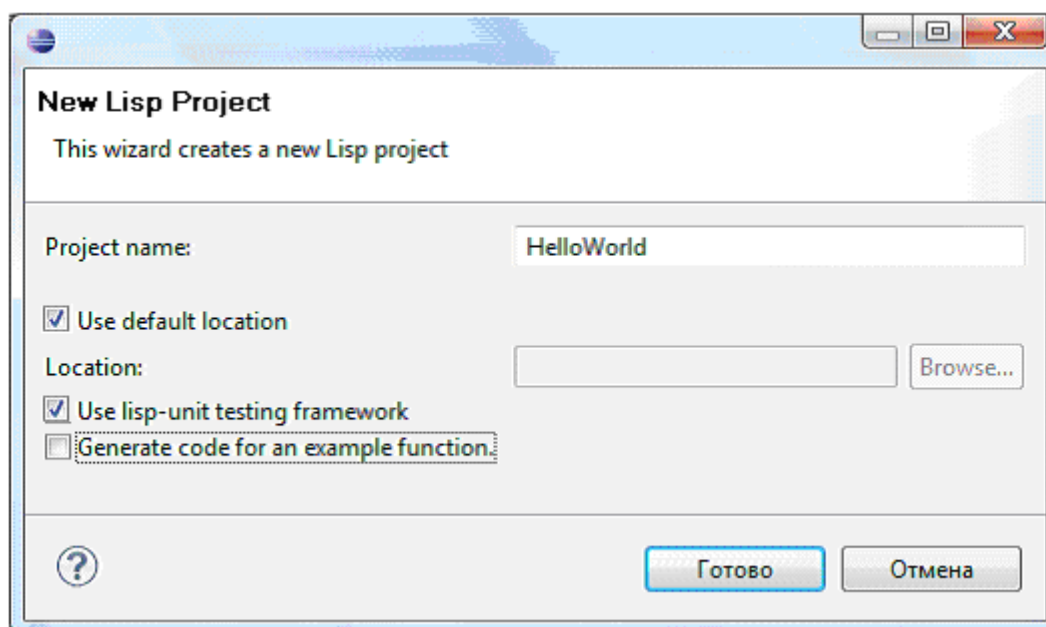 New Lisp Project
This wizard creates a new Lisp project
Project name: HelloWorld
Use default location
Location: Browse...
Use lisp-unit testing framework
Generate code for an example function.
? Готово Отмена